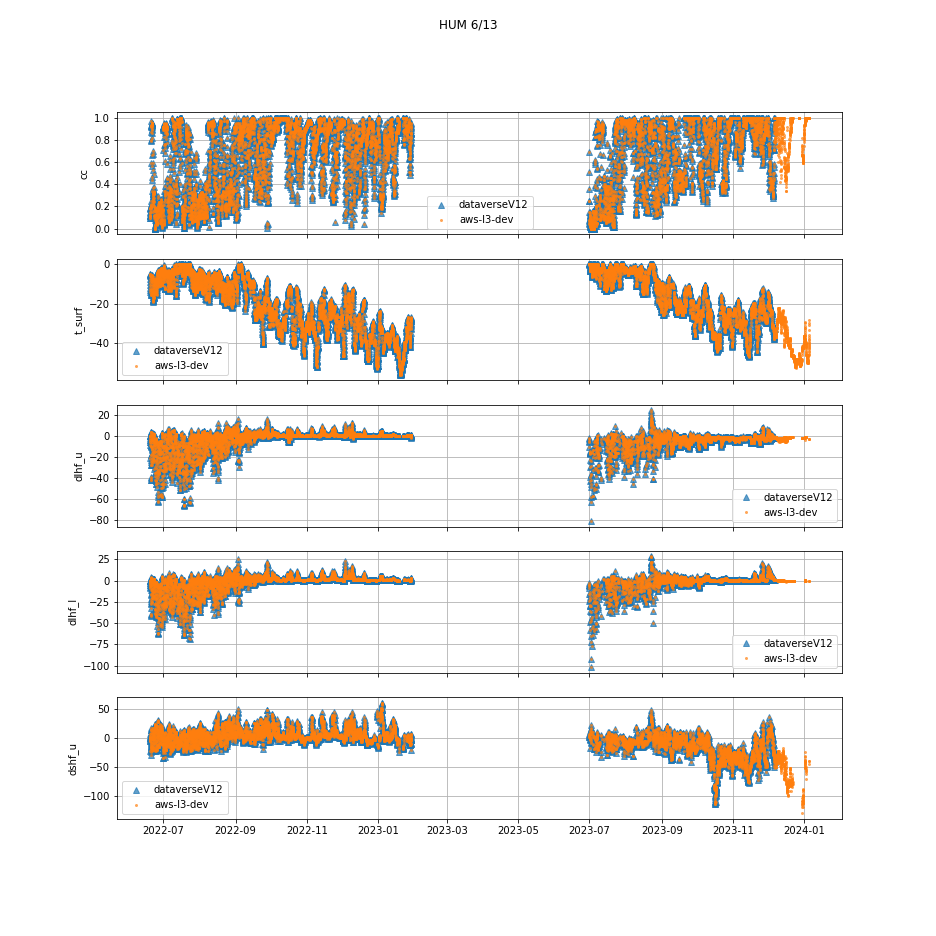 HUM 6/13
1.0
0.8
0.6
0.4
0.2
0.0
cc
dataverseV12
aws-l3-dev
0
−20
−40
t_surf
dataverseV12
aws-l3-dev
20
0
−20
−40
−60
−80
dlhf_u
dataverseV12
aws-l3-dev
25
0
−25
−50
−75
−100
dlhf_l
dataverseV12
aws-l3-dev
50
0
−50
−100
dshf_u
dataverseV12
aws-l3-dev
2022-07 2022-09 2022-11 2023-01 2023-03 2023-05 2023-07 2023-09 2023-11 2024-01